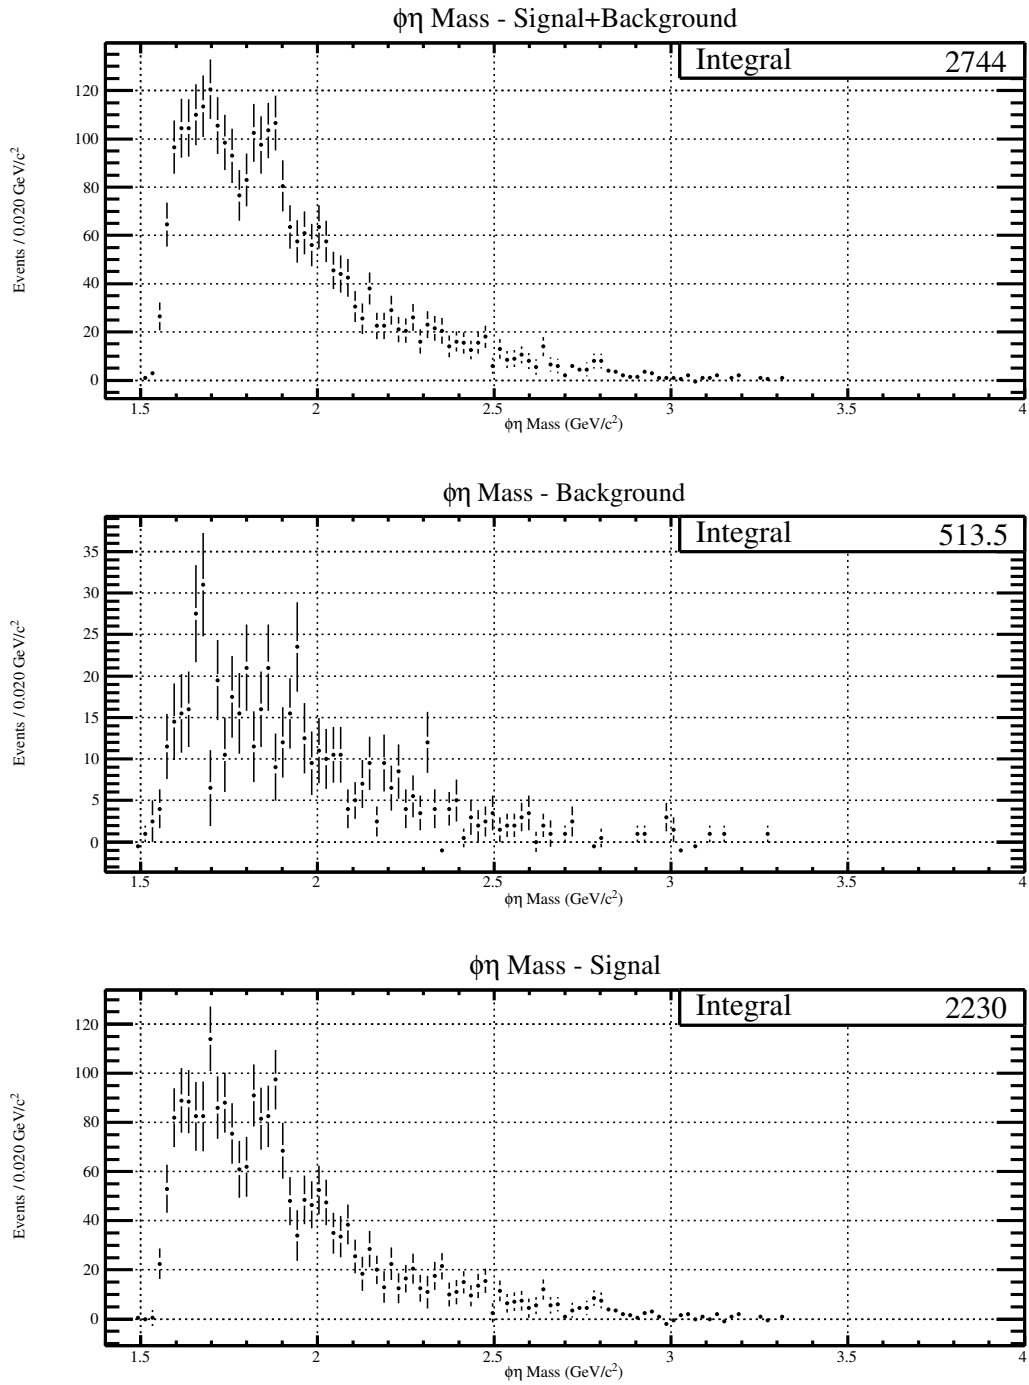 ϕη Mass - Signal+Background
Integral 2744
Events / 0.020 GeV/c²
120
100
80
60
40
20
0
1.5 2 2.5 3 3.5 4
ϕη Mass (GeV/c²)
ϕη Mass - Background
Integral 513.5
Events / 0.020 GeV/c²
35
30
25
20
15
10
5
0
1.5 2 2.5 3 3.5 4
ϕη Mass (GeV/c²)
ϕη Mass - Signal
Integral 2230
Events / 0.020 GeV/c²
120
100
80
60
40
20
0
1.5 2 2.5 3 3.5 4
ϕη Mass (GeV/c²)